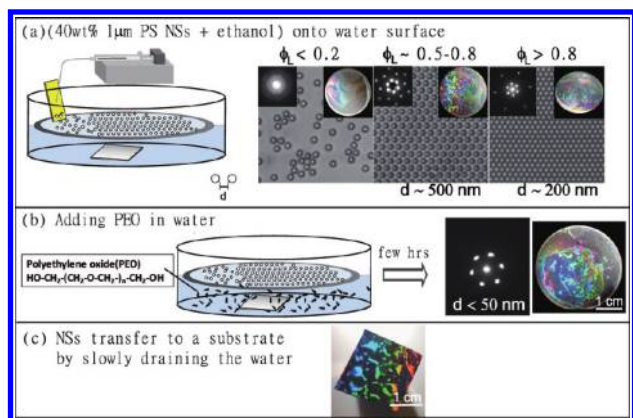 (a)(40wt% 1μm PS NSs + ethanol) onto water surface
ϕL < 0.2
ϕL ~ 0.5-0.8
ϕL > 0.8
d
d ~ 500 nm
d ~ 200 nm
(b) Adding PEO in water
Polyethylene oxide(PEO)
HO-CH2-(CH2-O-CH2-)n-CH2-OH
few hrs
d < 50 nm
1 cm
(c) NSs transfer to a substrate
by slowly draining the water
1 cm